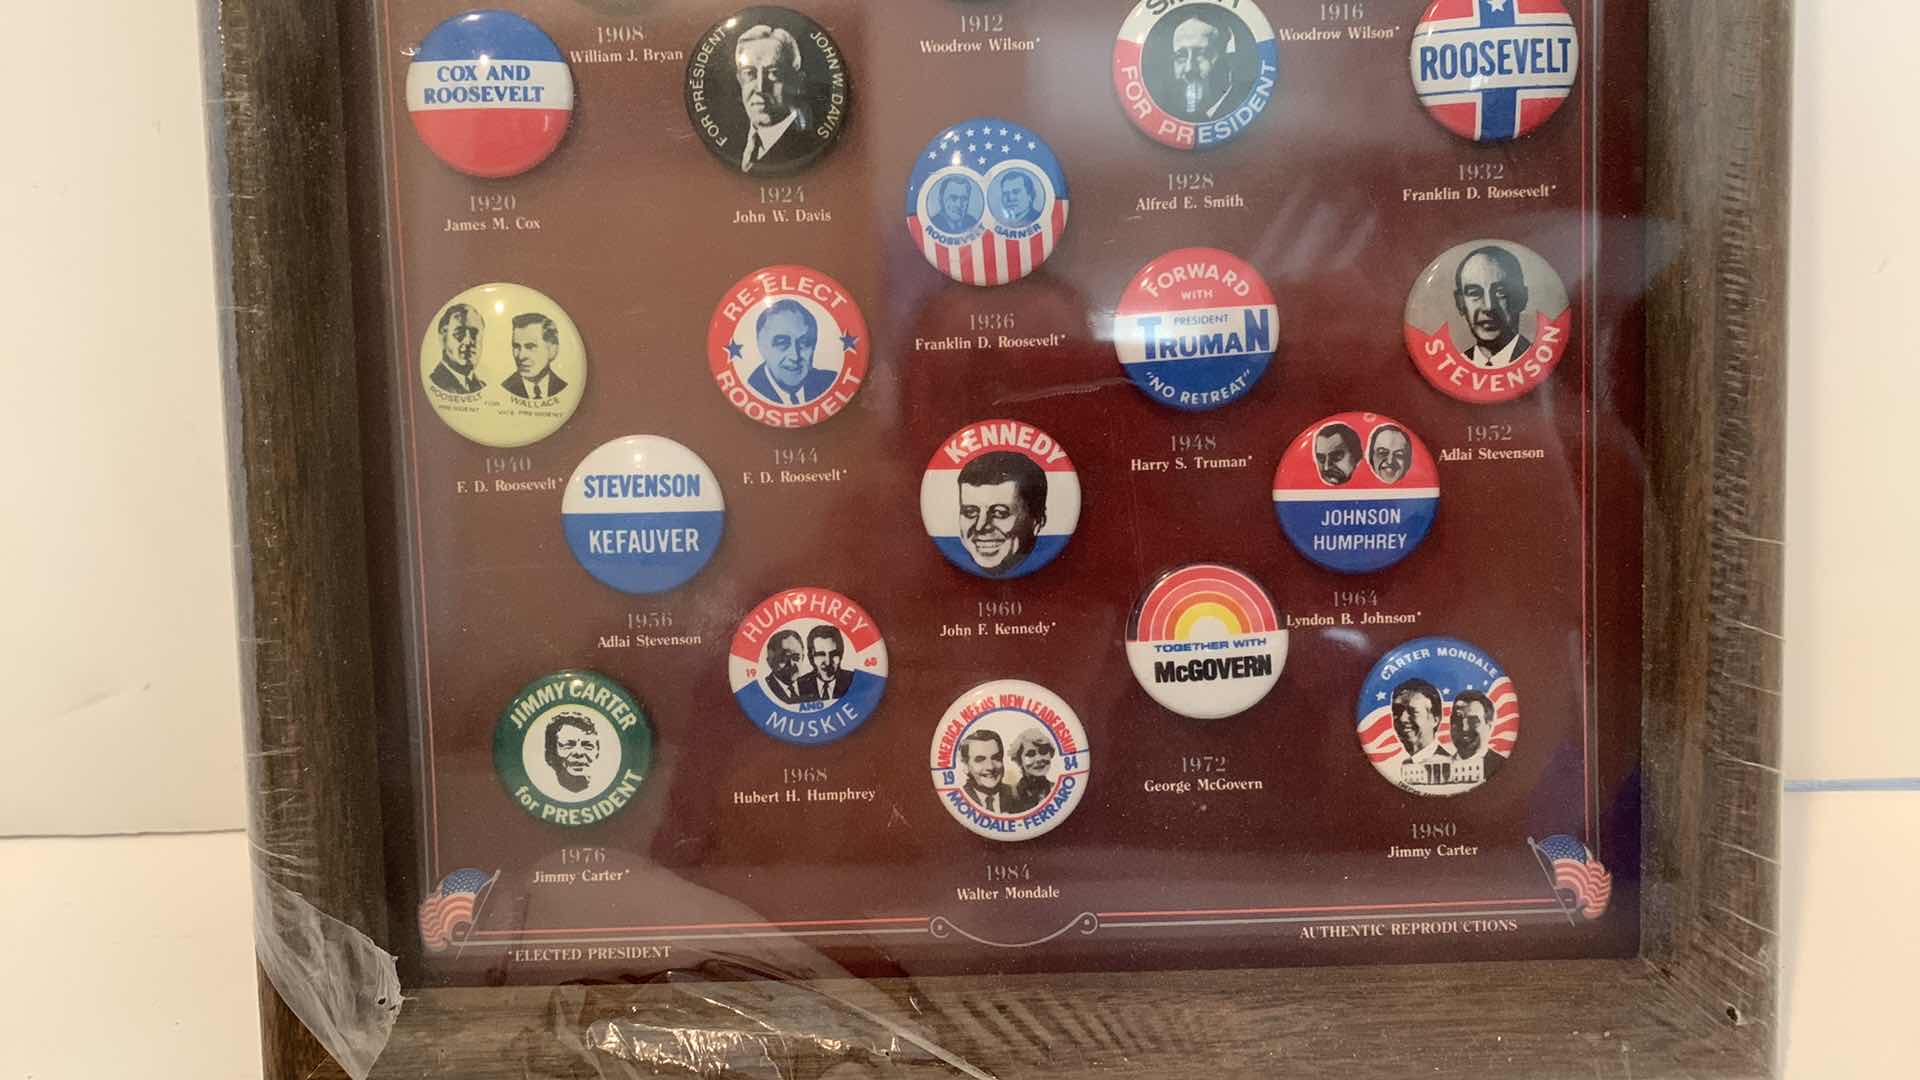 1908
William J. Bryan
1912
Woodrow Wilson*
1916
Woodrow Wilson*
COX AND
ROOSEVELT
1920
James M. Cox
FOR PRESIDENT
JOHN W. DAVIS
1924
John W. Davis
SMITH
FOR PRESIDENT
1928
Alfred E. Smith
ROOSEVELT
1932
Franklin D. Roosevelt*
ROOSEVELT GARNER
1936
Franklin D. Roosevelt*
ROOSEVELT FOR WALLACE
PRESIDENT VICE-PRESIDENT
1940
F. D. Roosevelt*
RE-ELECT
ROOSEVELT
1944
F. D. Roosevelt*
FORWARD
WITH
PRESIDENT
TRUMAN
"NO RETREAT"
1948
Harry S. Truman*
STEVENSON
1952
Adlai Stevenson
STEVENSON
KEFAUVER
1956
Adlai Stevenson
KENNEDY
1960
John F. Kennedy*
JOHNSON
HUMPHREY
1964
Lyndon B. Johnson*
HUMPHREY
19 68
AND
MUSKIE
1968
Hubert H. Humphrey
TOGETHER WITH
McGOVERN
1972
George McGovern
JIMMY CARTER
for PRESIDENT
1976
Jimmy Carter*
CARTER MONDALE
1980
Jimmy Carter
AMERICA NEEDS NEW LEADERSHIP
19 84
MONDALE-FERRARO
1984
Walter Mondale
*ELECTED PRESIDENT
AUTHENTIC REPRODUCTIONS